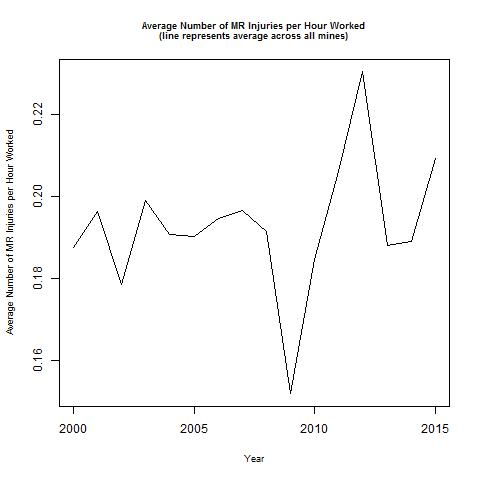 Average Number of MR Injuries per Hour Worked
(line represents average across all mines)
Average Number of MR Injuries per Hour Worked
0.22
0.20
0.18
0.16
2000
2005
2010
2015
Year